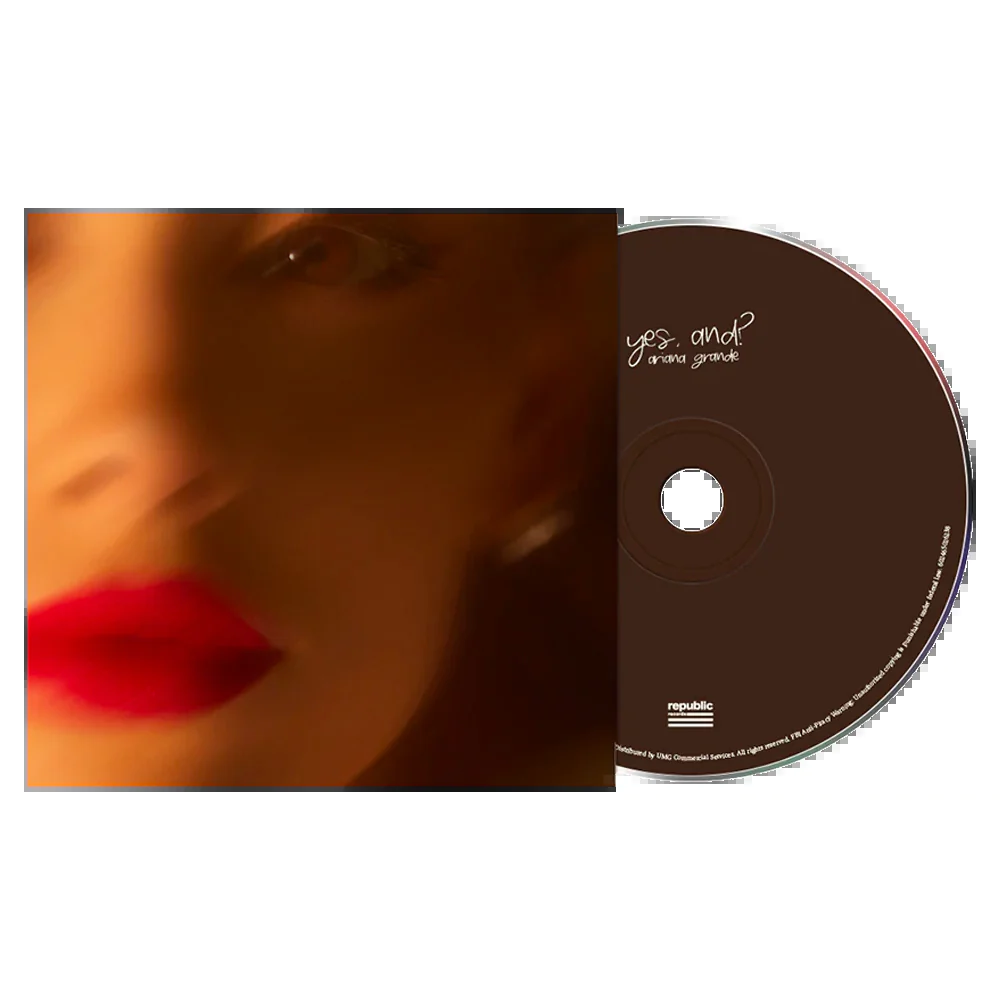 yes, and?
ariana grande
republic
records
Distributed by UMG Commercial Services. All rights reserved. FBI Anti-Piracy Warning: Unauthorized copying is Punishable under federal law.